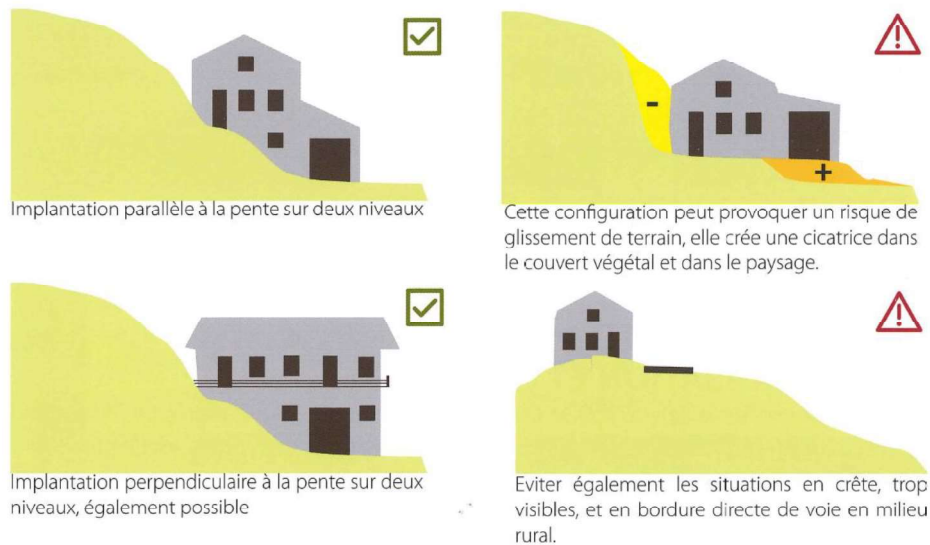 Implantation parallèle à la pente sur deux niveaux
-
+
Cette configuration peut provoquer un risque de
glissement de terrain, elle crée une cicatrice dans
le couvert végétal et dans le paysage.
Implantation perpendiculaire à la pente sur deux
niveaux, également possible
Eviter également les situations en crête, trop
visibles, et en bordure directe de voie en milieu
rural.